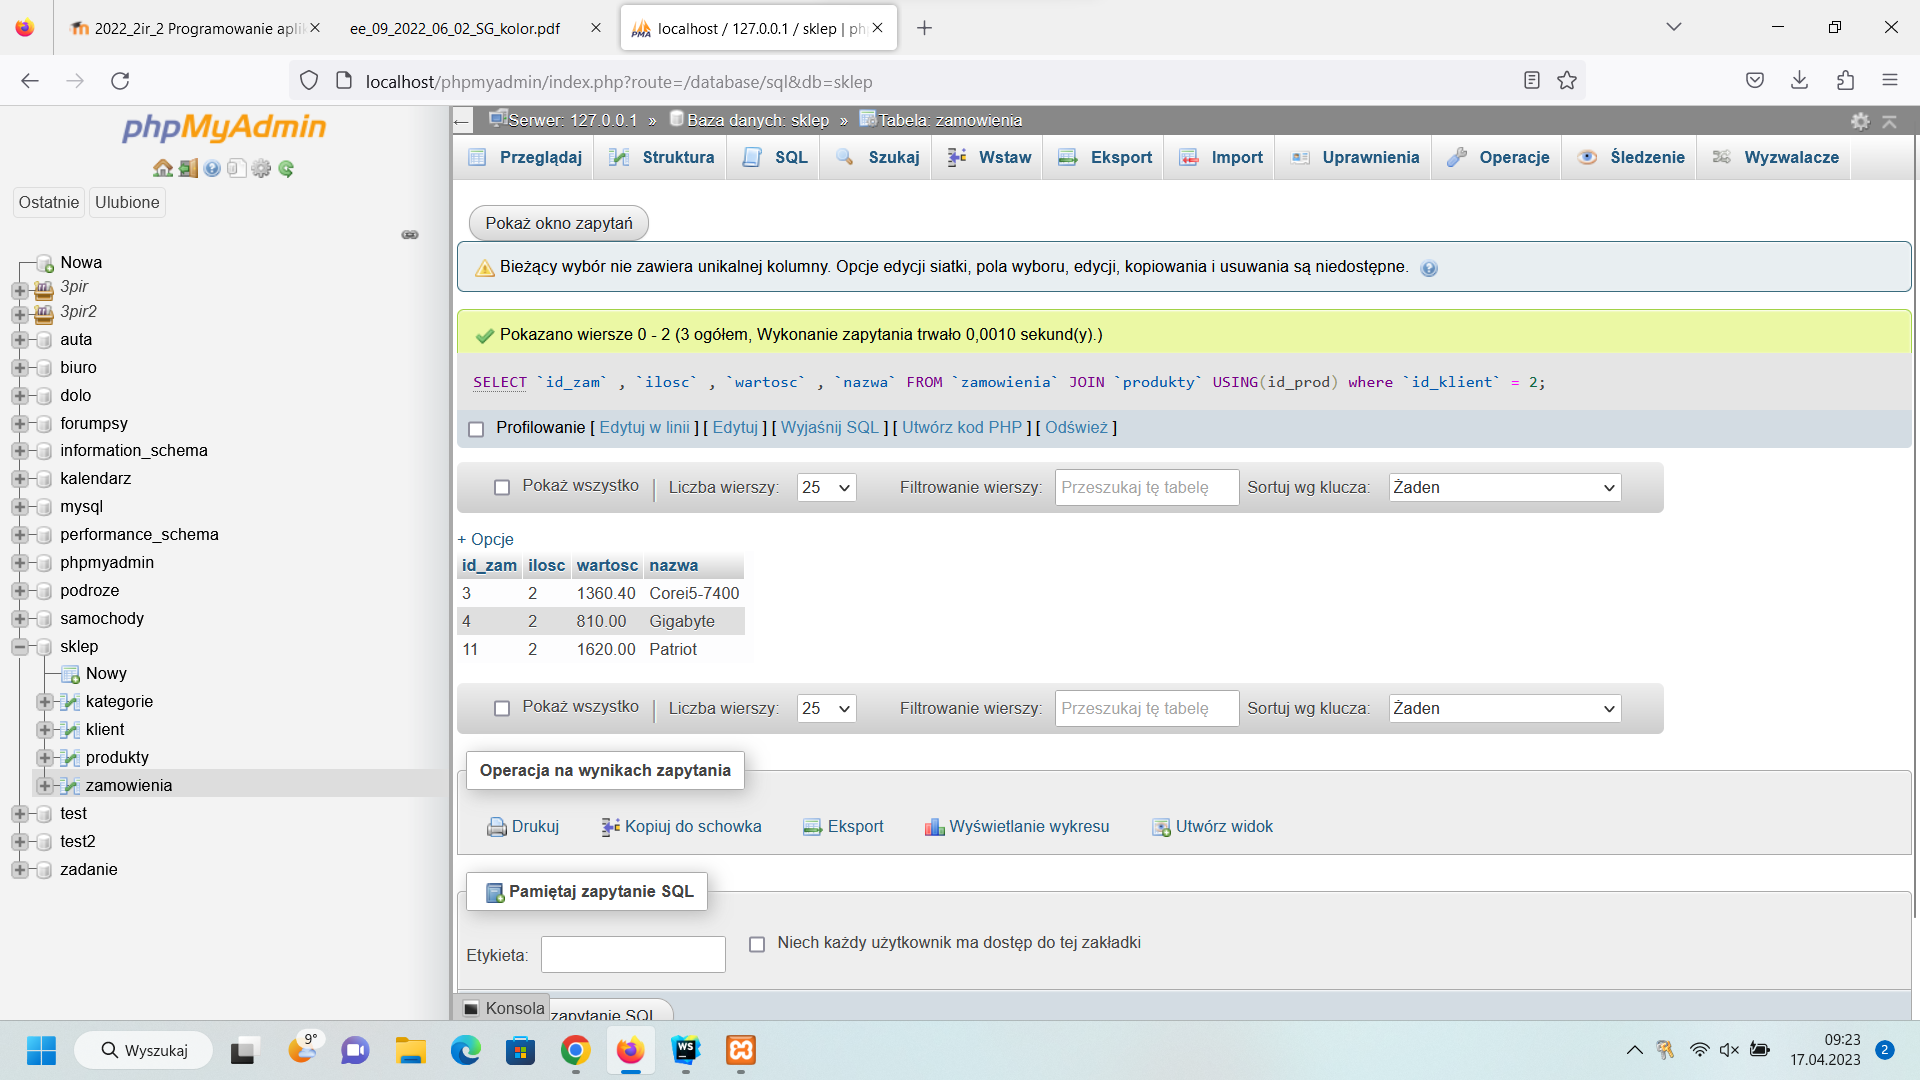 2022_2ir_2 Programowanie apli
ee_09_2022_06_02_SG_kolor.pdf
localhost / 127.0.0.1 / sklep | ph
localhost/phpmyadmin/index.php?route=/database/sql&db=sklep
phpMyAdmin
Ostatnie
Ulubione
Nowa
3pir
3pir2
auta
biuro
dolo
forumpsy
information_schema
kalendarz
mysql
performance_schema
phpmyadmin
podroze
samochody
sklep
Nowy
kategorie
klient
produkty
zamowienia
test
test2
zadanie
Serwer: 127.0.0.1 » Baza danych: sklep » Tabela: zamowienia
Przeglądaj Struktura SQL Szukaj Wstaw Eksport Import Uprawnienia Operacje Śledzenie Wyzwalacze
Pokaż okno zapytań
Bieżący wybór nie zawiera unikalnej kolumny. Opcje edycji siatki, pola wyboru, edycji, kopiowania i usuwania są niedostępne.
Pokazano wiersze 0 - 2 (3 ogółem, Wykonanie zapytania trwało 0,0010 sekund(y).)
SELECT `id_zam` , `ilosc` , `wartosc` , `nazwa` FROM `zamowienia` JOIN `produkty` USING(id_prod) where `id_klient` = 2;
Profilowanie [ Edytuj w linii ] [ Edytuj ] [ Wyjaśnij SQL ] [ Utwórz kod PHP ] [ Odśwież ]
Pokaż wszystko | Liczba wierszy: 25 Filtrowanie wierszy: Przeszukaj tę tabelę Sortuj wg klucza: Żaden
+ Opcje
id_zam ilosc wartosc nazwa
3 2 1360.40 Corei5-7400
4 2 810.00 Gigabyte
11 2 1620.00 Patriot
Pokaż wszystko | Liczba wierszy: 25 Filtrowanie wierszy: Przeszukaj tę tabelę Sortuj wg klucza: Żaden
Operacja na wynikach zapytania
Drukuj Kopiuj do schowka Eksport Wyświetlanie wykresu Utwórz widok
Pamiętaj zapytanie SQL
Etykieta:
Niech każdy użytkownik ma dostęp do tej zakładki
Konsola
zapytanie SQL
Wyszukaj
9°
WS
09:23
17.04.2023
2